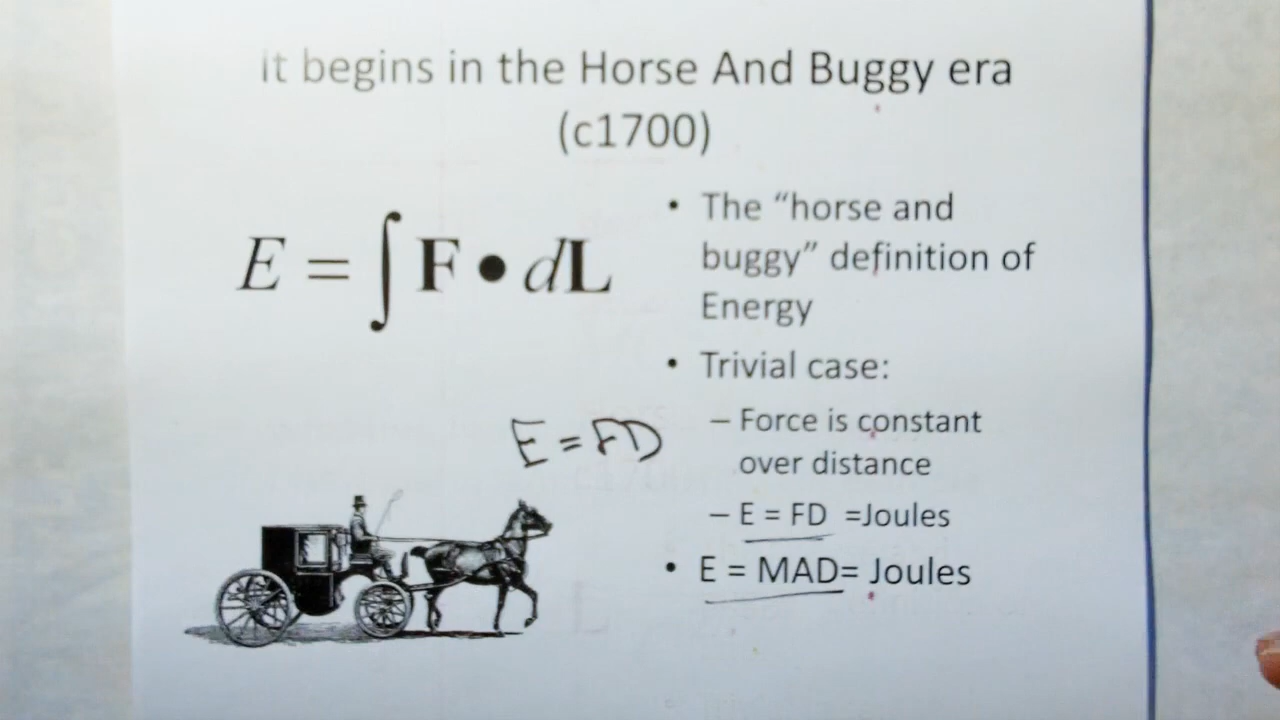 It begins in the Horse And Buggy era
(c1700)
E = ∫ F • dL
• The “horse and
buggy” definition of
Energy
• Trivial case:
– Force is constant
over distance
– E = FD =Joules
• E = MAD= Joules
E = FD